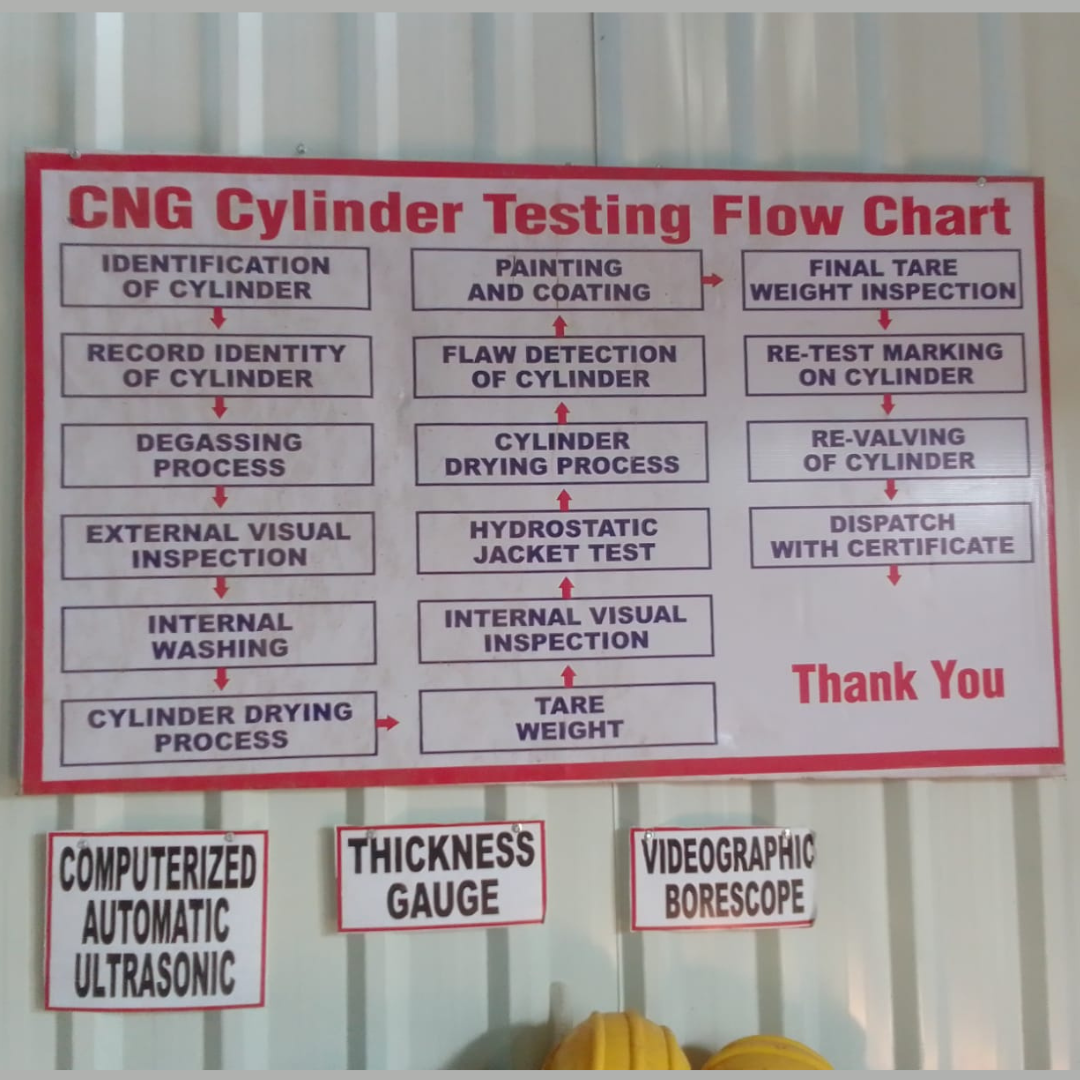 CNG Cylinder Testing Flow Chart
IDENTIFICATION
OF CYLINDER
RECORD IDENTITY
OF CYLINDER
DEGASSING
PROCESS
EXTERNAL VISUAL
INSPECTION
INTERNAL
WASHING
CYLINDER DRYING
PROCESS
TARE
WEIGHT
INTERNAL VISUAL
INSPECTION
HYDROSTATIC
JACKET TEST
CYLINDER
DRYING PROCESS
FLAW DETECTION
OF CYLINDER
PAINTING
AND COATING
FINAL TARE
WEIGHT INSPECTION
RE-TEST MARKING
ON CYLINDER
RE-VALVING
OF CYLINDER
DISPATCH
WITH CERTIFICATE
Thank You
COMPUTERIZED
AUTOMATIC
ULTRASONIC
THICKNESS
GAUGE
VIDEOGRAPHIC
BORESCOPE